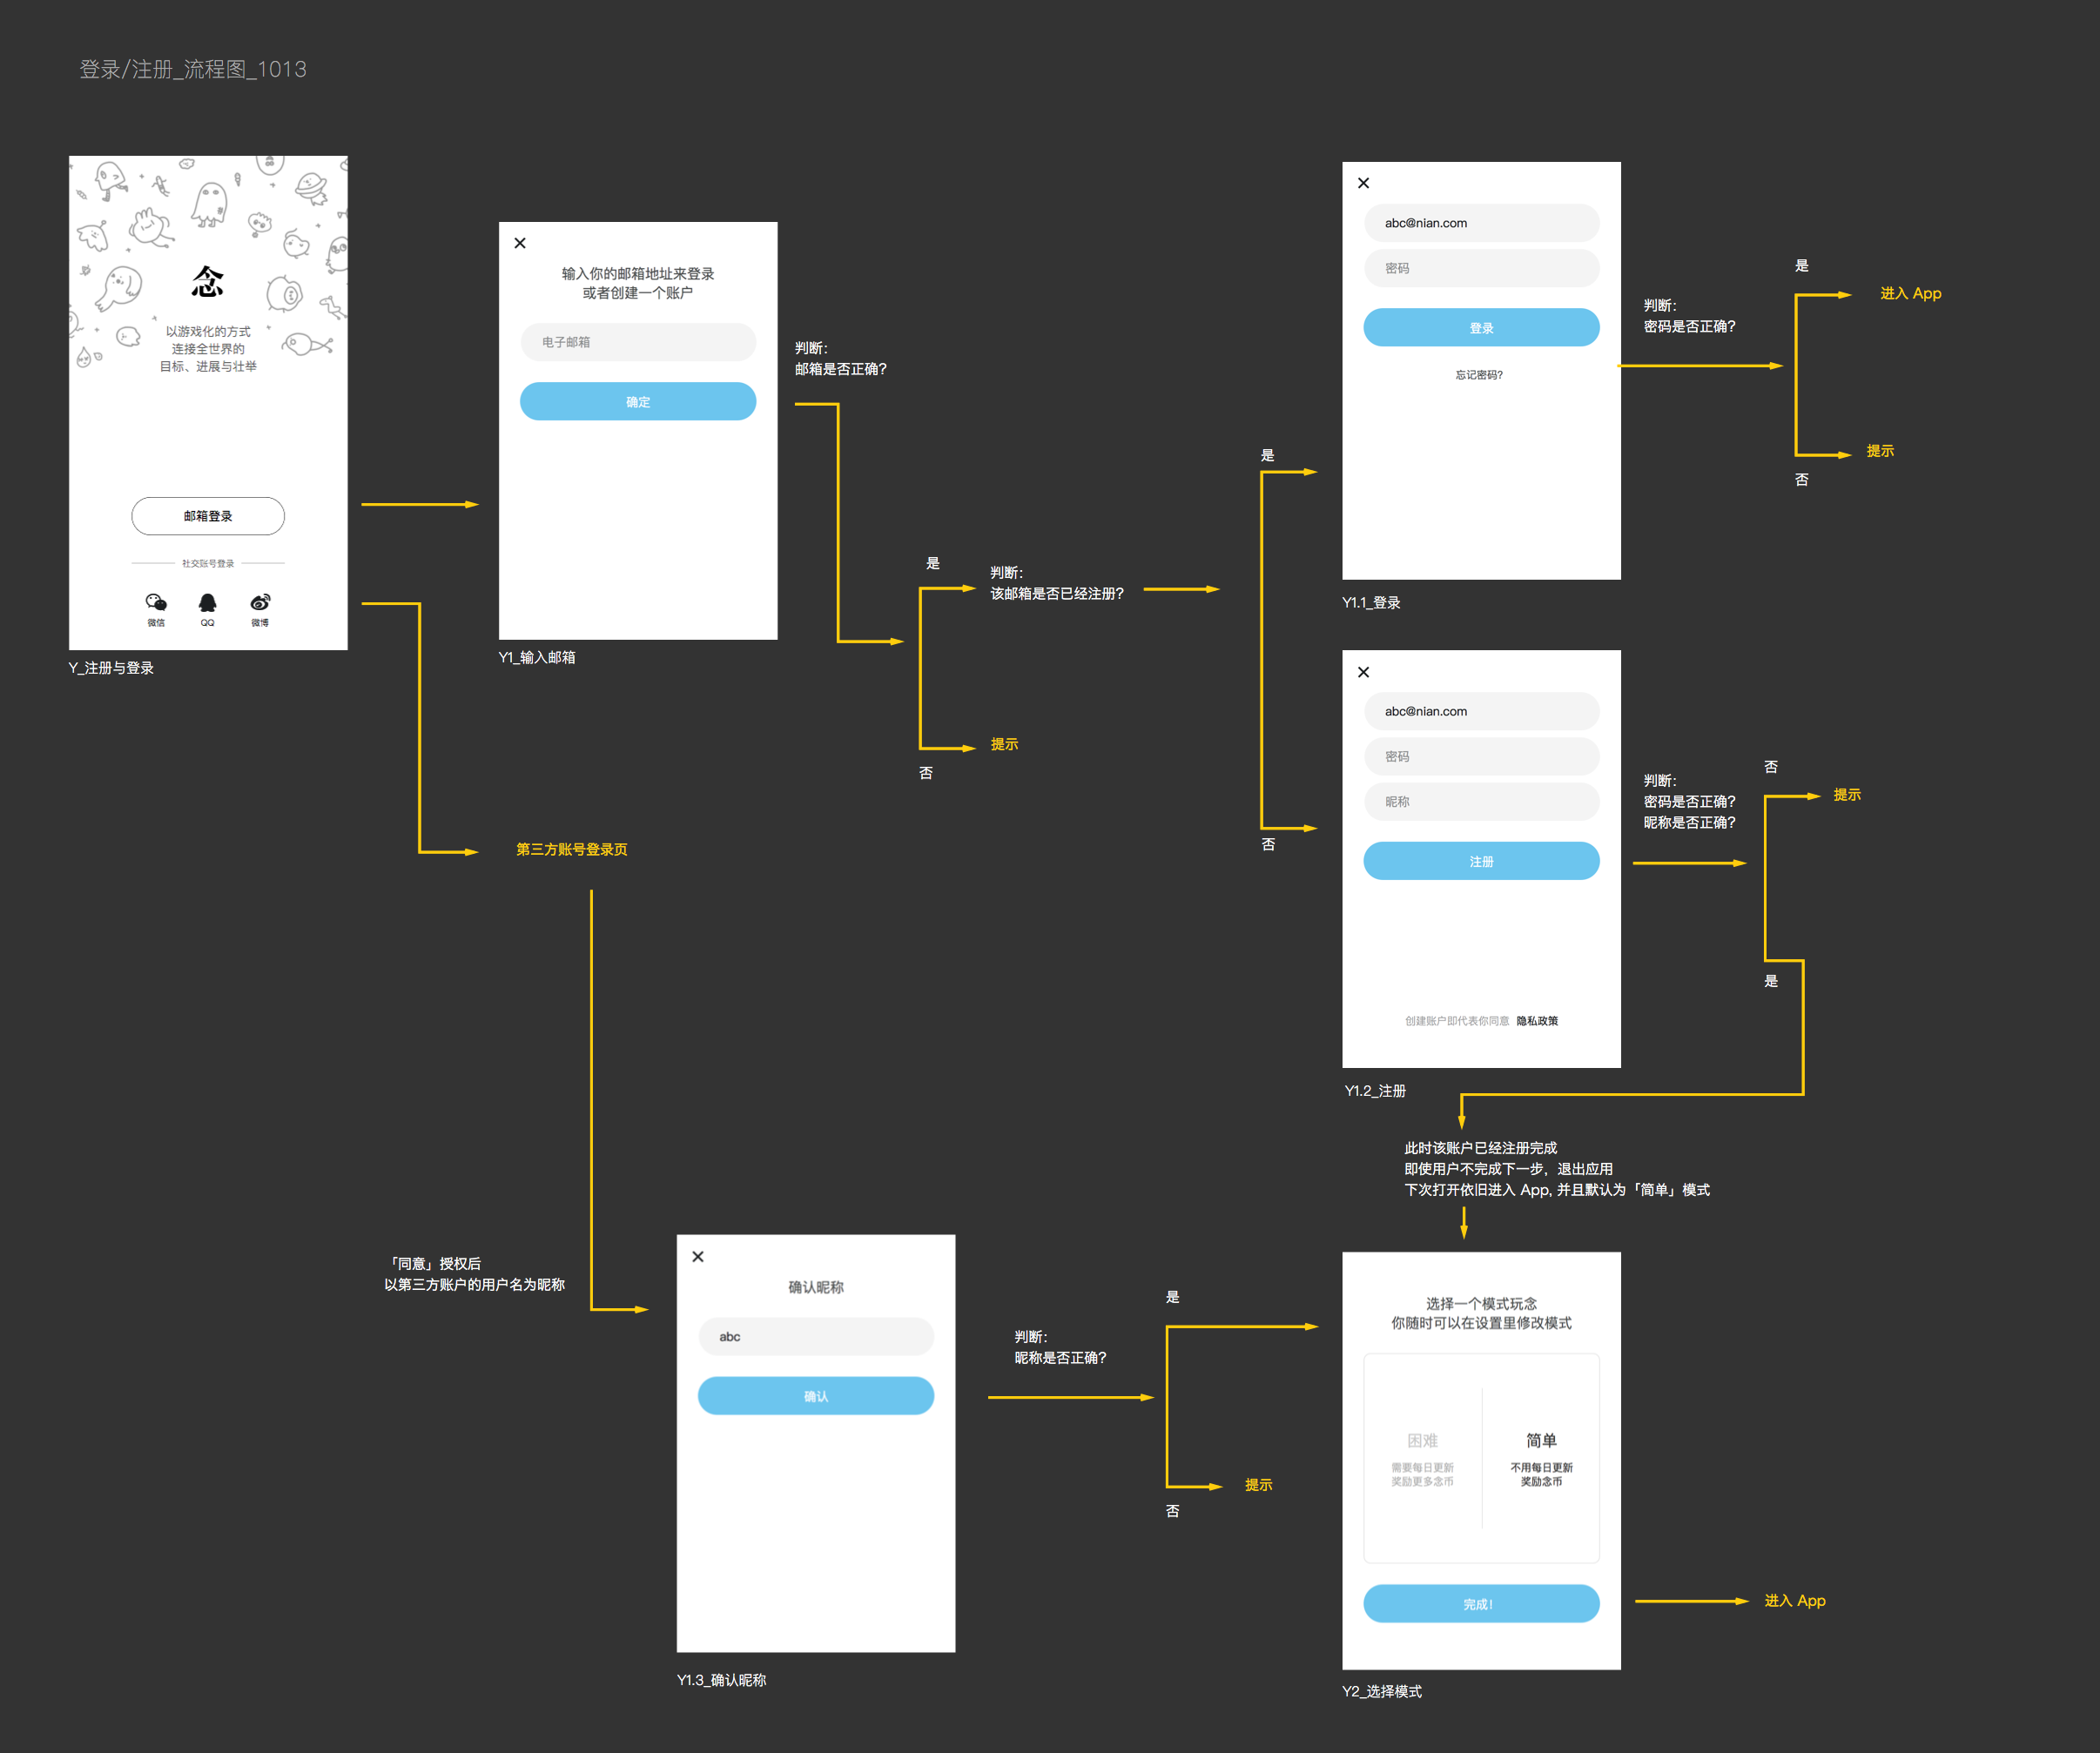 登录/注册_流程图_1013
念
以游戏化的方式
连接全世界的
目标、进展与壮举
邮箱登录
社交账号登录
微信
QQ
微博
Y_注册与登录
输入你的邮箱地址来登录
或者创建一个账户
电子邮箱
确定
Y1_输入邮箱
判断：
邮箱是否正确？
是
否
提示
判断：
该邮箱是否已经注册？
是
否
abc@nian.com
密码
登录
忘记密码？
Y1.1_登录
判断：
密码是否正确？
是
进入 App
提示
否
abc@nian.com
密码
昵称
注册
创建账户即代表你同意 隐私政策
Y1.2_注册
判断：
密码是否正确？
昵称是否正确？
否
提示
是
此时该账户已经注册完成
即使用户不完成下一步，退出应用
下次打开依旧进入 App, 并且默认为「简单」模式
第三方账号登录页
「同意」授权后
以第三方账户的用户名为昵称
确认昵称
abc
确认
Y1.3_确认昵称
判断：
昵称是否正确？
是
提示
否
选择一个模式玩念
你随时可以在设置里修改模式
困难
需要每日更新
奖励更多念币
简单
不用每日更新
奖励念币
完成！
Y2_选择模式
进入 App